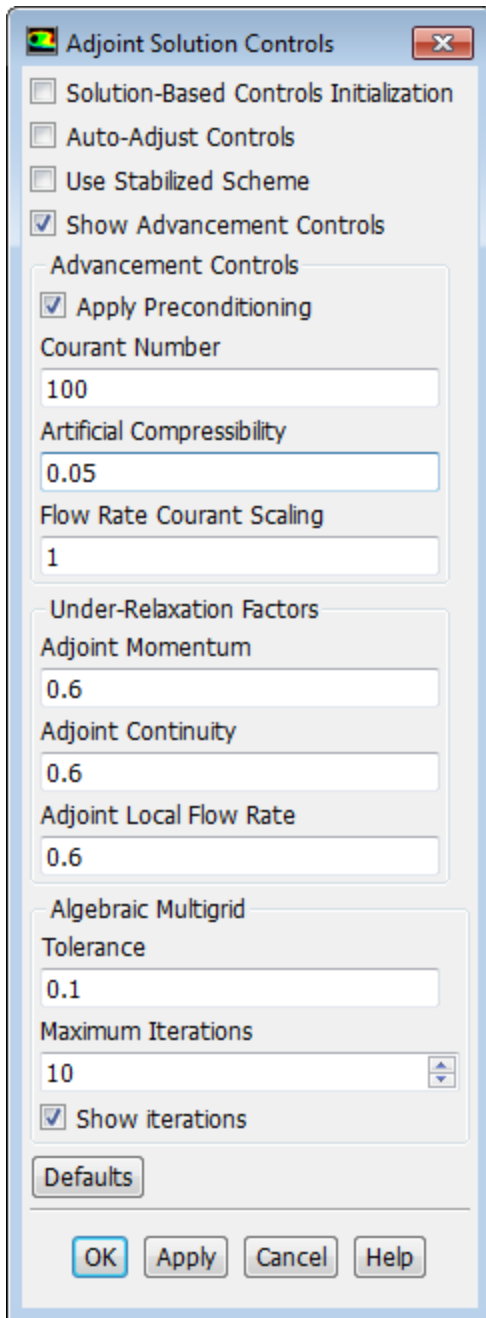 Adjoint Solution Controls
Solution-Based Controls Initialization
Auto-Adjust Controls
Use Stabilized Scheme
Show Advancement Controls
Advancement Controls
Apply Preconditioning
Courant Number
100
Artificial Compressibility
0.05
Flow Rate Courant Scaling
1
Under-Relaxation Factors
Adjoint Momentum
0.6
Adjoint Continuity
0.6
Adjoint Local Flow Rate
0.6
Algebraic Multigrid
Tolerance
0.1
Maximum Iterations
10
Show iterations
Defaults
OK Apply Cancel Help